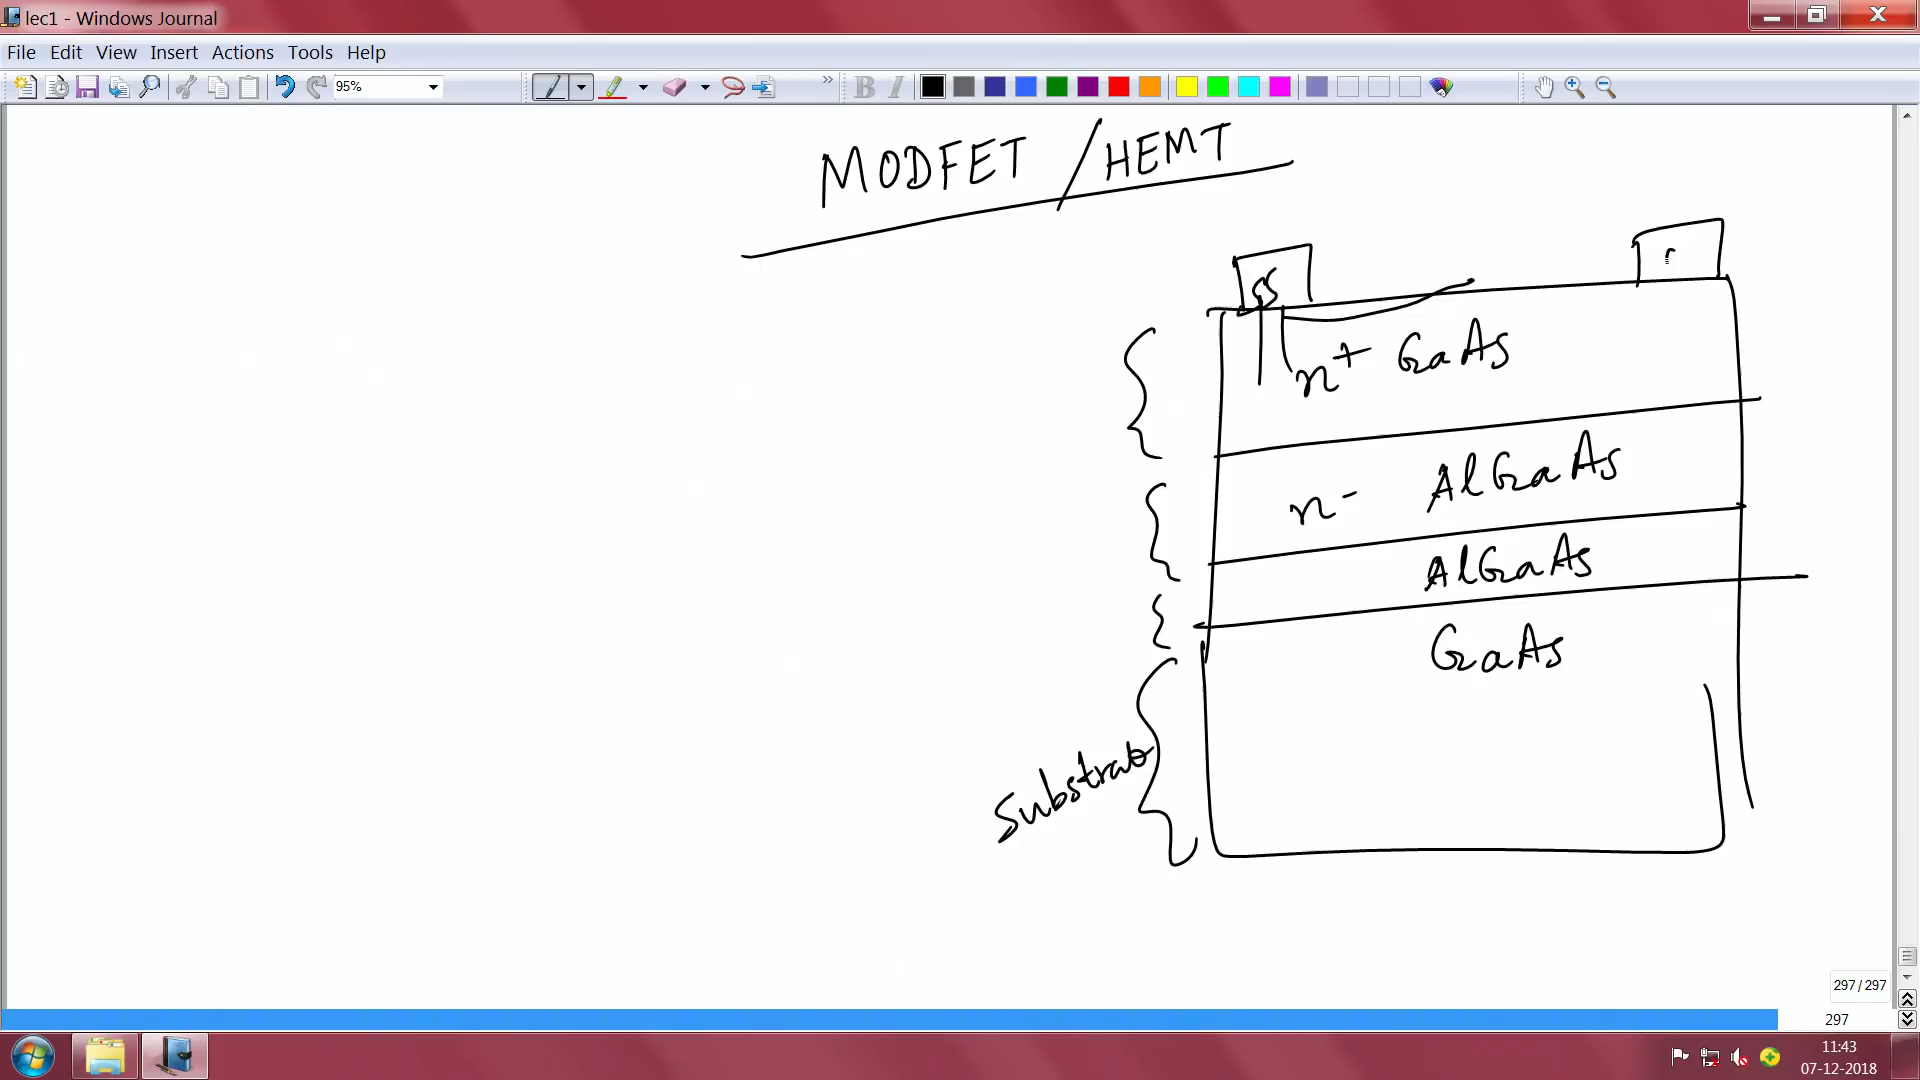 lec1 - Windows Journal
File Edit View Insert Actions Tools Help
95%
B I
MODFET / HEMT
S
n+ GaAs
n- AlGaAs
AlGaAs
GaAs
Substrate
297 / 297
297
11:43
07-12-2018